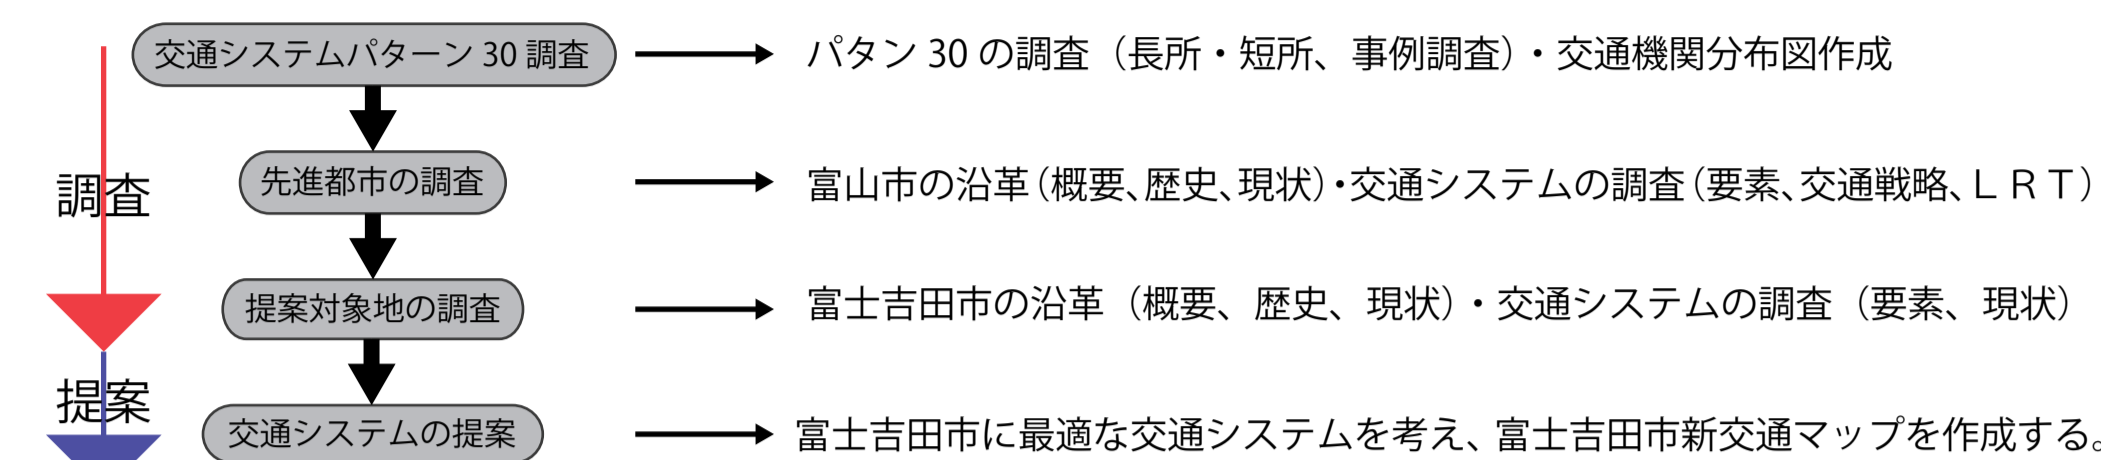 交通システムパターン 30 調査
パタン 30 の調査（長所・短所、事例調査）・交通機関分布図作成
調査
先進都市の調査
富山市の沿革（概要、歴史、現状）・交通システムの調査（要素、交通戦略、ＬＲＴ）
提案対象地の調査
富士吉田市の沿革（概要、歴史、現状）・交通システムの調査（要素、現状）
提案
交通システムの提案
富士吉田市に最適な交通システムを考え、富士吉田市新交通マップを作成する。